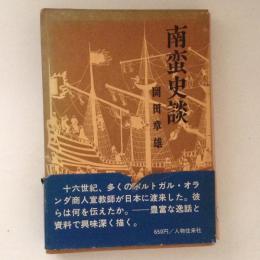 南蛮史談
岡田章雄
十六世紀、多くのポルトガル・オラ
ンダ商人宣教師が日本に渡来した。彼
らは何を伝えたか。――豊富な逸話と
資料で興味深く描く。
650円/人物往来社